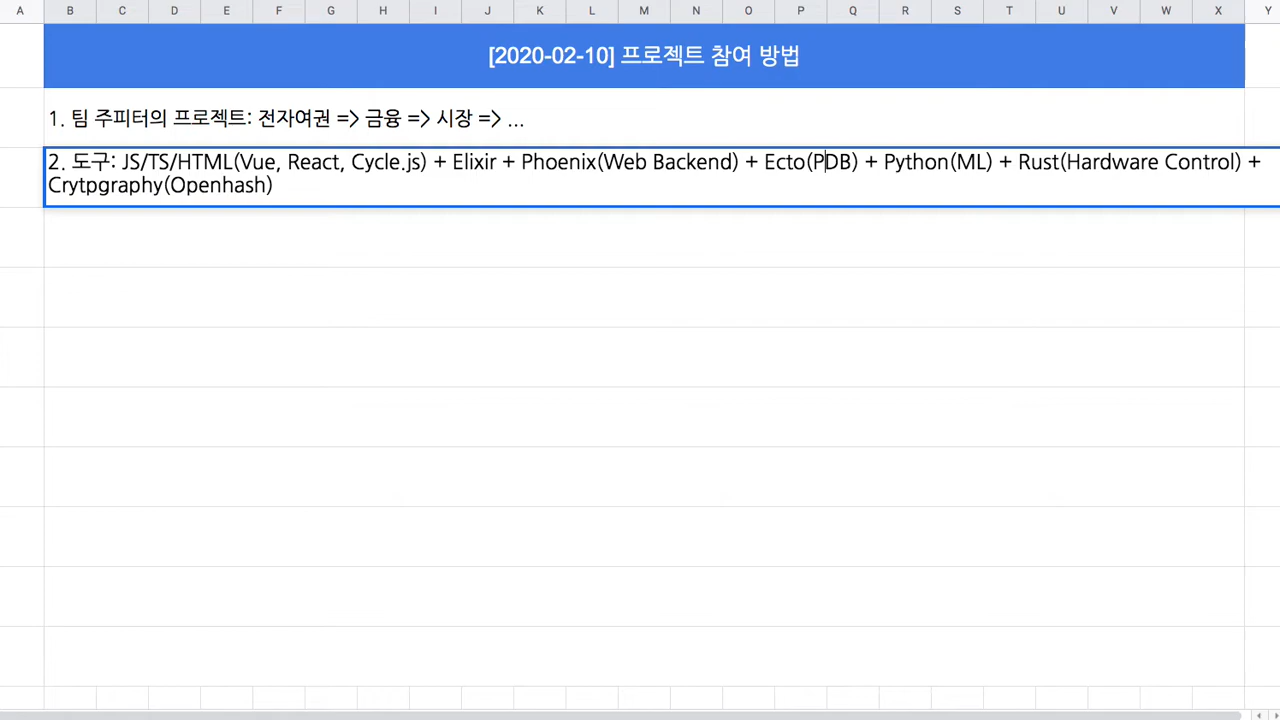 A B C D E F G H I J K L M N O P Q R S T U V W X Y
[2020-02-10] 프로젝트 참여 방법
1. 팀 주피터의 프로젝트: 전자여권 => 금융 => 시장 => ...
2. 도구: JS/TS/HTML(Vue, React, Cycle.js) + Elixir + Phoenix(Web Backend) + Ecto(PDB) + Python(ML) + Rust(Hardware Control) +
Crytpgraphy(Openhash)